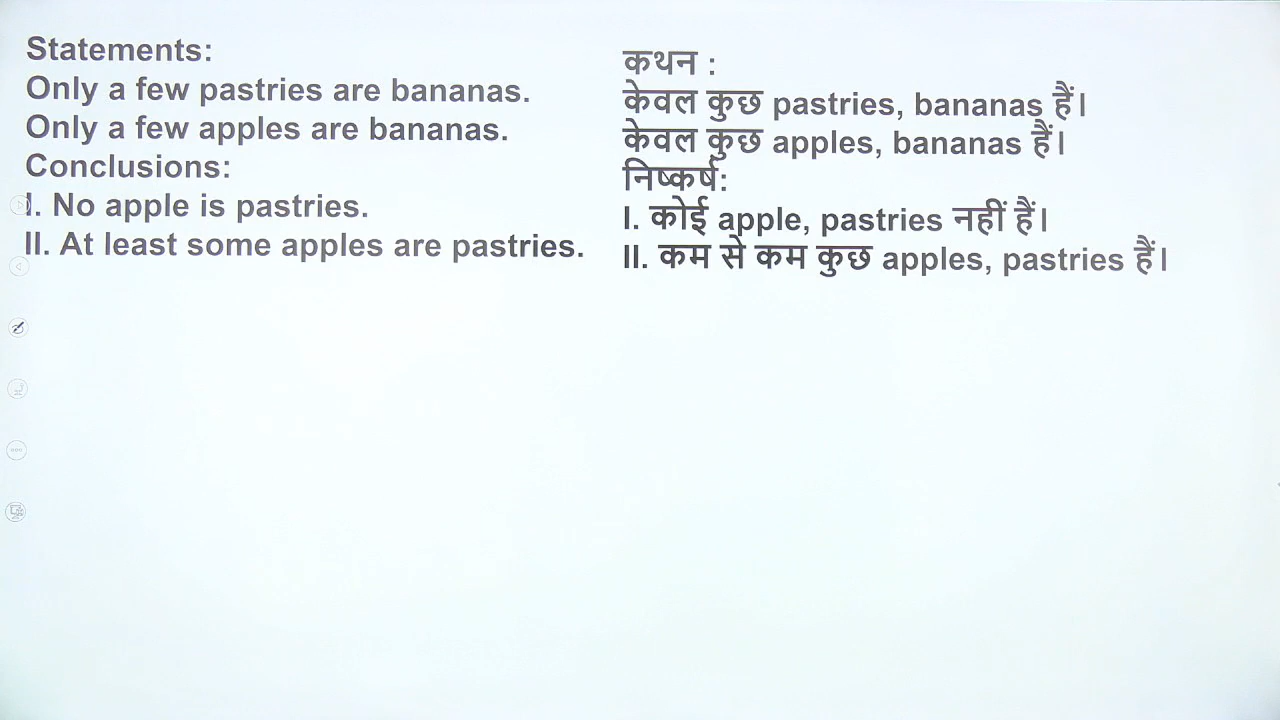 Statements:
Only a few pastries are bananas.
Only a few apples are bananas.
Conclusions:
I. No apple is pastries.
II. At least some apples are pastries.
कथन :
केवल कुछ pastries, bananas हैं।
केवल कुछ apples, bananas हैं।
निष्कर्ष:
I. कोई apple, pastries नहीं हैं।
II. कम से कम कुछ apples, pastries हैं।